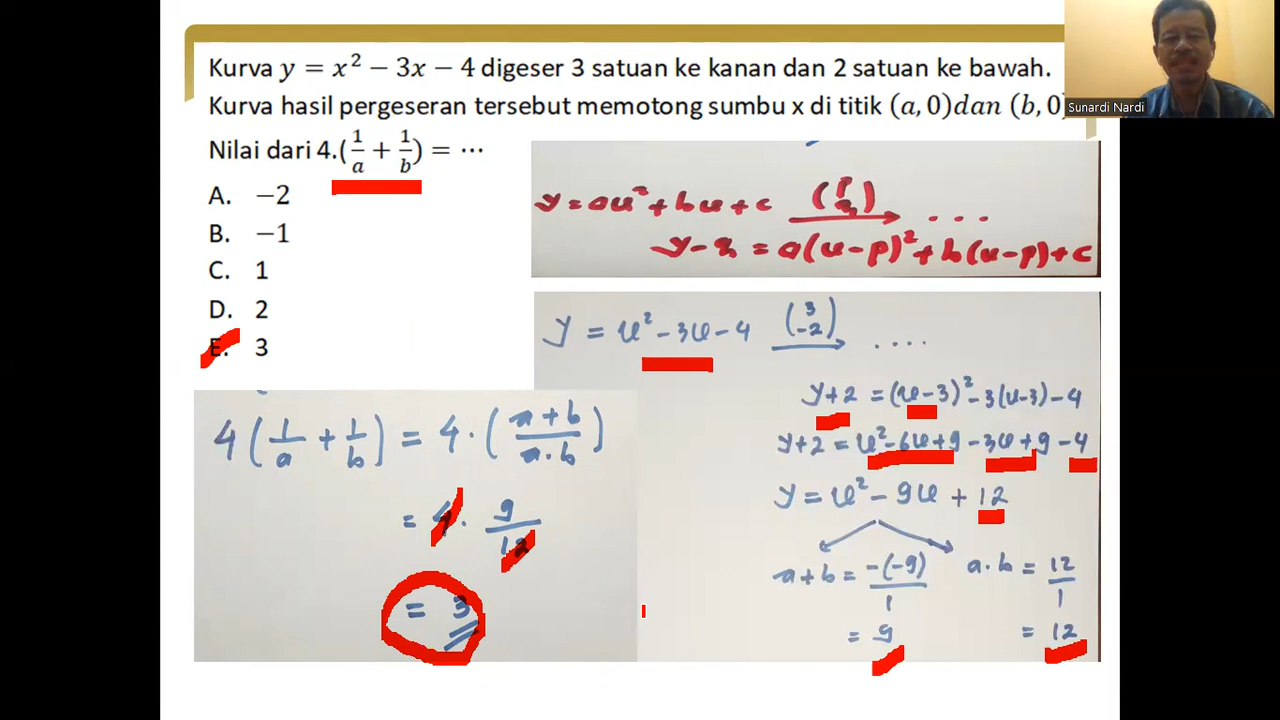 Kurva y = x² − 3x − 4 digeser 3 satuan ke kanan dan 2 satuan ke bawah.
Kurva hasil pergeseran tersebut memotong sumbu x di titik (a, 0) dan (b, 0)
Nilai dari 4.(1/a + 1/b) = ⋯
A. −2
B. −1
C. 1
D. 2
E. 3
Sunardi Nardi
y = ax² + bx + c (p q) → . . .
y − q = a(x − p)² + b(x − p) + c
y = x² − 3x − 4 (3 −2) → . . . .
y + 2 = (x − 3)² − 3(x − 3) − 4
y + 2 = x² − 6x + 9 − 3x + 9 − 4
y = x² − 9x + 12
a + b = −(−9)/1
= 9
a . b = 12/1
= 12
4(1/a + 1/b) = 4 . (a + b / a . b)
= 4 . 9/12
= 3